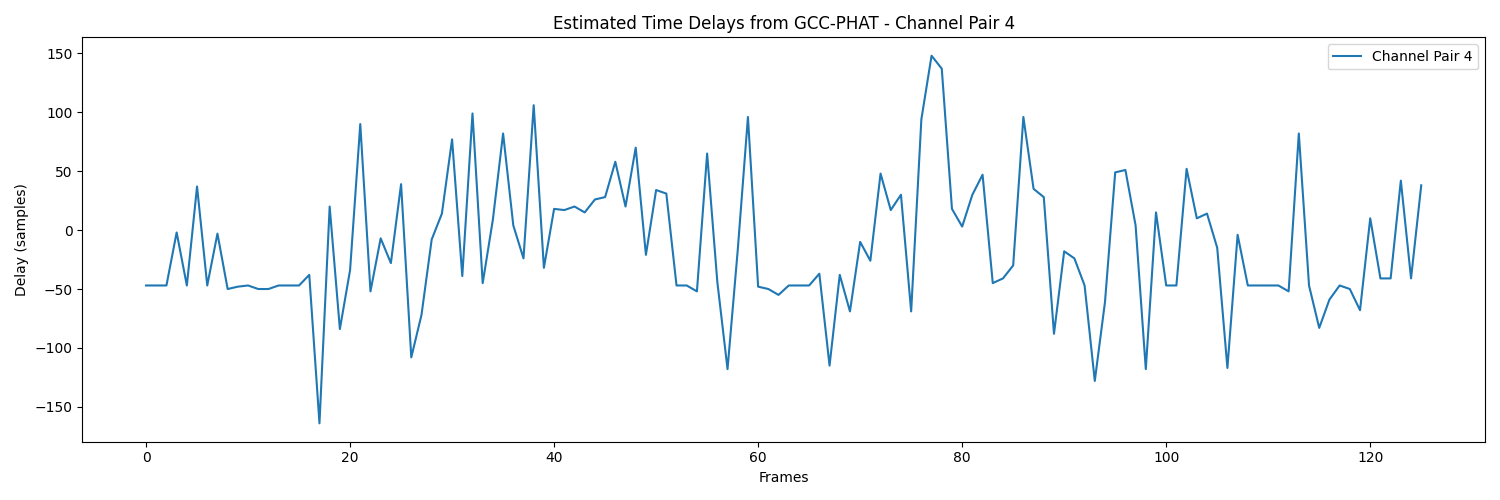 Estimated Time Delays from GCC-PHAT - Channel Pair 4
Channel Pair 4
Delay (samples)
150
100
50
0
−50
−100
−150
0 20 40 60 80 100 120
Frames